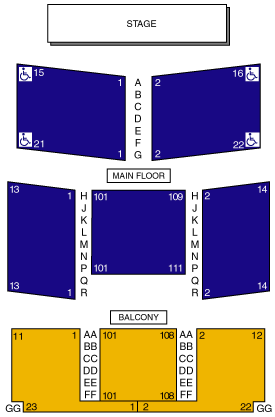 STAGE
15 1 A 2 16
B
C
D
E
F
21 1 G 2 22
MAIN FLOOR
13 1 H 101 109 H 2 14
J J
K K
L L
M M
N N
P 101 111 P
Q Q
13 1 R R 2 14
BALCONY
11 1 AA 101 108 AA 2 12
BB BB
CC CC
DD DD
EE EE
FF 101 108 FF
GG 23 1 2 22 GG